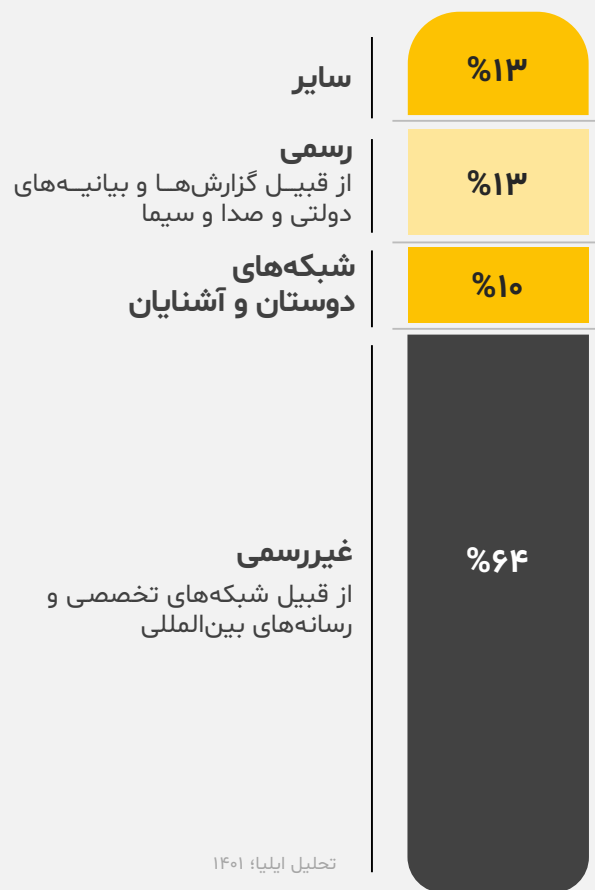 %۱۳
سایر
%۱۳
رسمی
از قبیل گزارش‌ها و بیانیه‌های
دولتی و صدا و سیما
%۱۰
شبکه‌های
دوستان و آشنایان
%۶۴
غیررسمی
از قبیل شبکه‌های تخصصی و
رسانه‌های بین‌المللی
تحلیل ایلیا؛ ۱۴۰۱